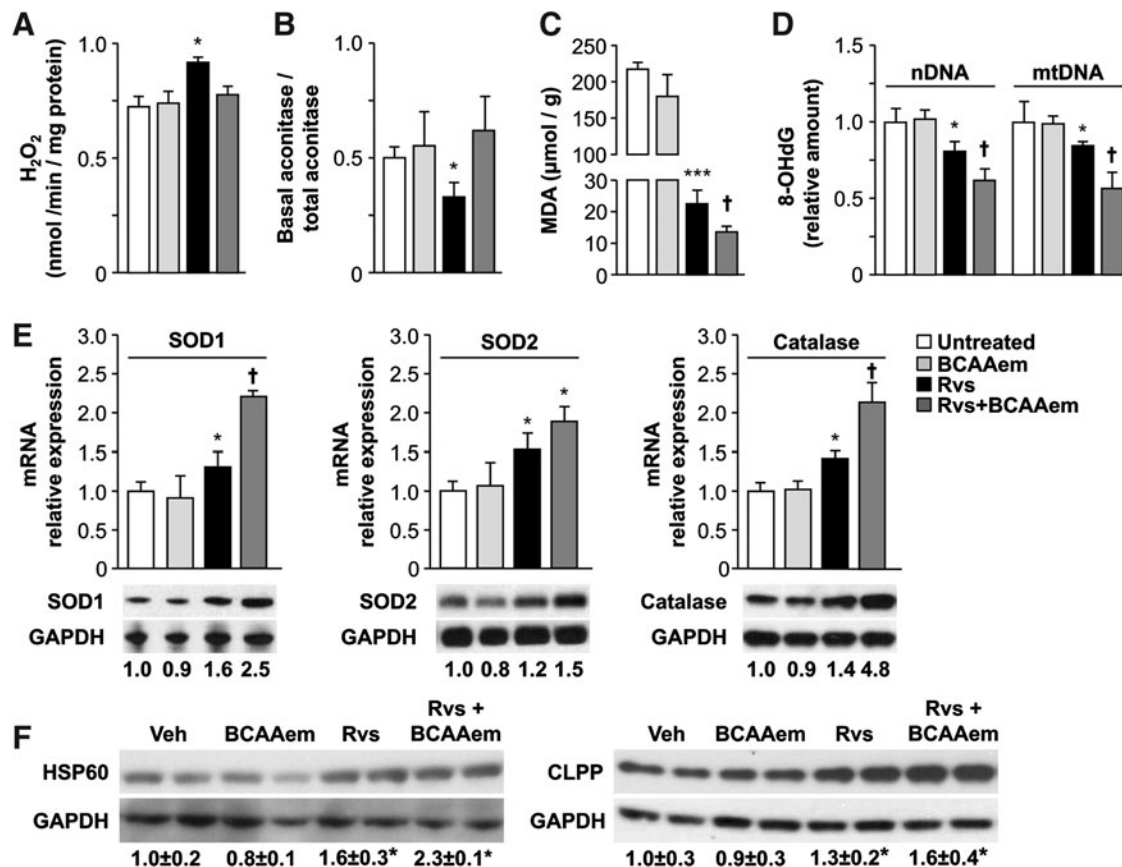 A
H2O2
(nmol /min / mg protein)
1.0
0.5
0
*
B
Basal aconitase /
total aconitase
1.0
0.5
0
*
C
MDA (µmol / g)
250
200
150
100
30
20
10
0
***
†
D
8-OHdG
(relative amount)
1.5
1.0
0.5
0
nDNA
mtDNA
*
†
*
†
E
mRNA
relative expression
3.0
2.5
2.0
1.5
1.0
0.5
0
SOD1
*
†
SOD1
GAPDH
1.0 0.9 1.6 2.5
mRNA
relative expression
3.0
2.5
2.0
1.5
1.0
0.5
0
SOD2
*
*
SOD2
GAPDH
1.0 0.8 1.2 1.5
mRNA
relative expression
3.0
2.5
2.0
1.5
1.0
0.5
0
Catalase
*
†
Catalase
GAPDH
1.0 0.9 1.4 4.8
Untreated
BCAAem
Rvs
Rvs+BCAAem
F
Veh BCAAem Rvs Rvs +
BCAAem
HSP60
GAPDH
1.0±0.2 0.8±0.1 1.6±0.3* 2.3±0.1*
Veh BCAAem Rvs Rvs +
BCAAem
CLPP
GAPDH
1.0±0.3 0.9±0.3 1.3±0.2* 1.6±0.4*